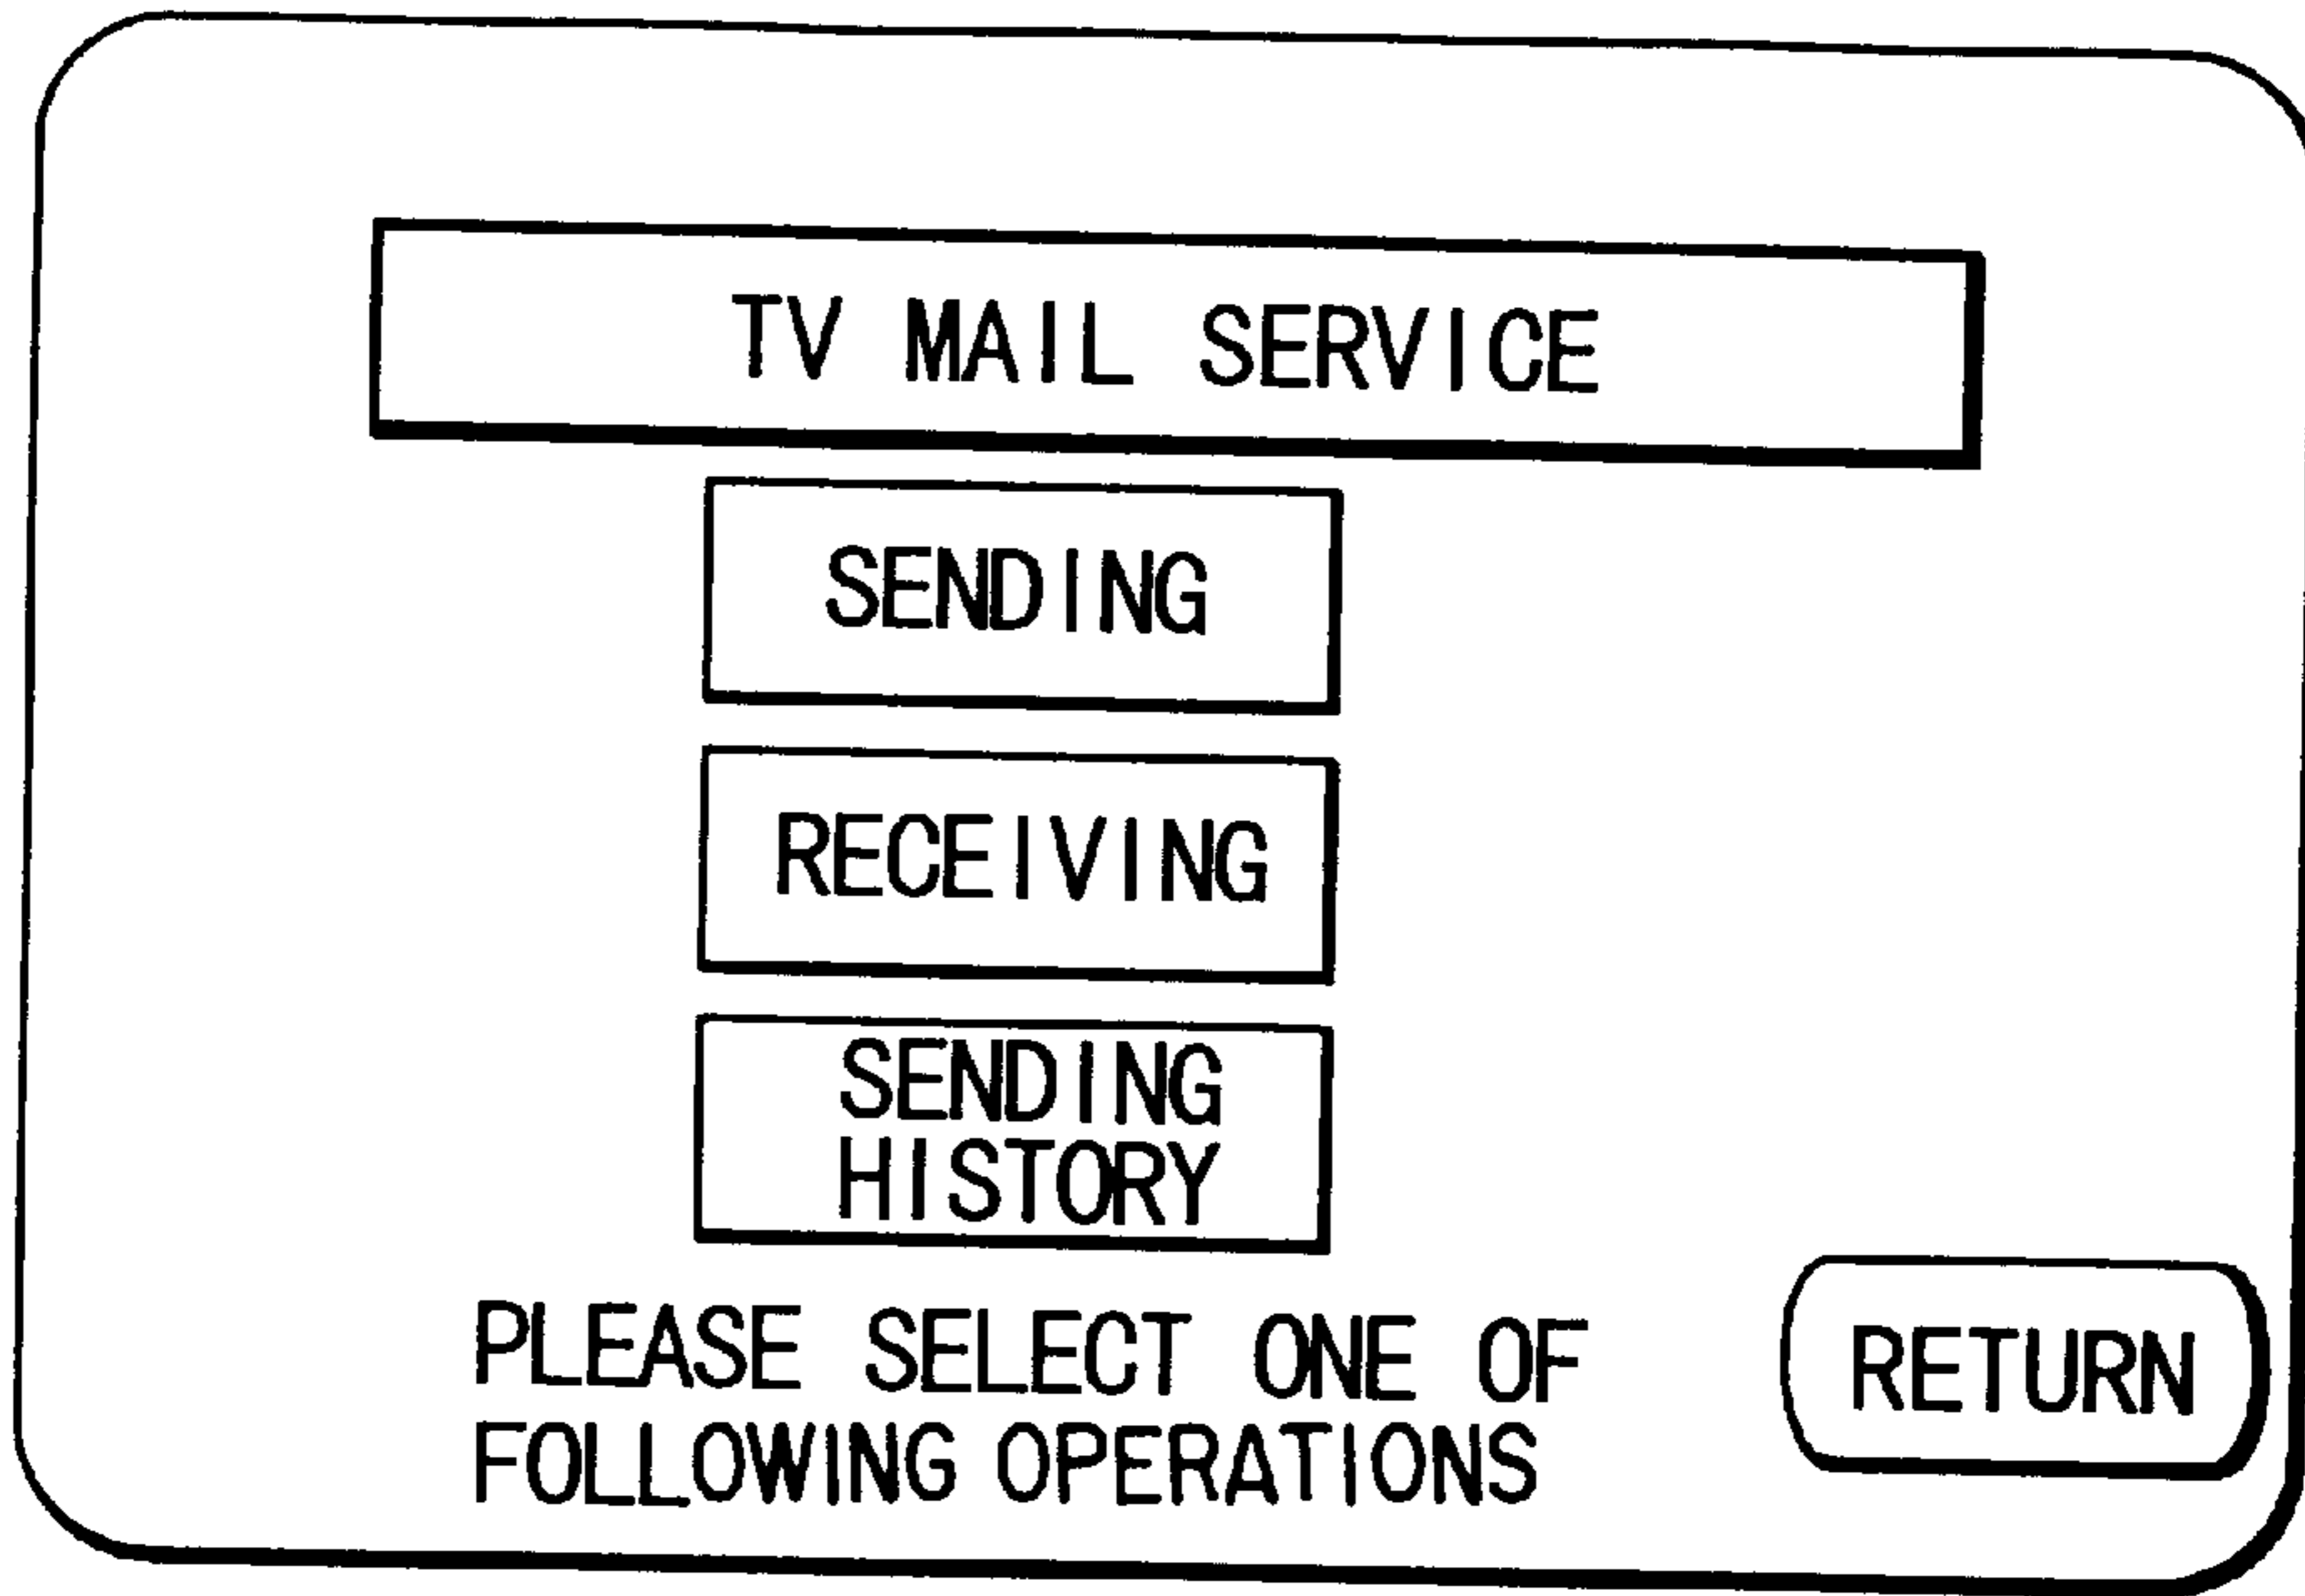 TV MAIL SERVICE
SENDING
RECEIVING
SENDING
HISTORY
PLEASE SELECT ONE OF
FOLLOWING OPERATIONS
RETURN